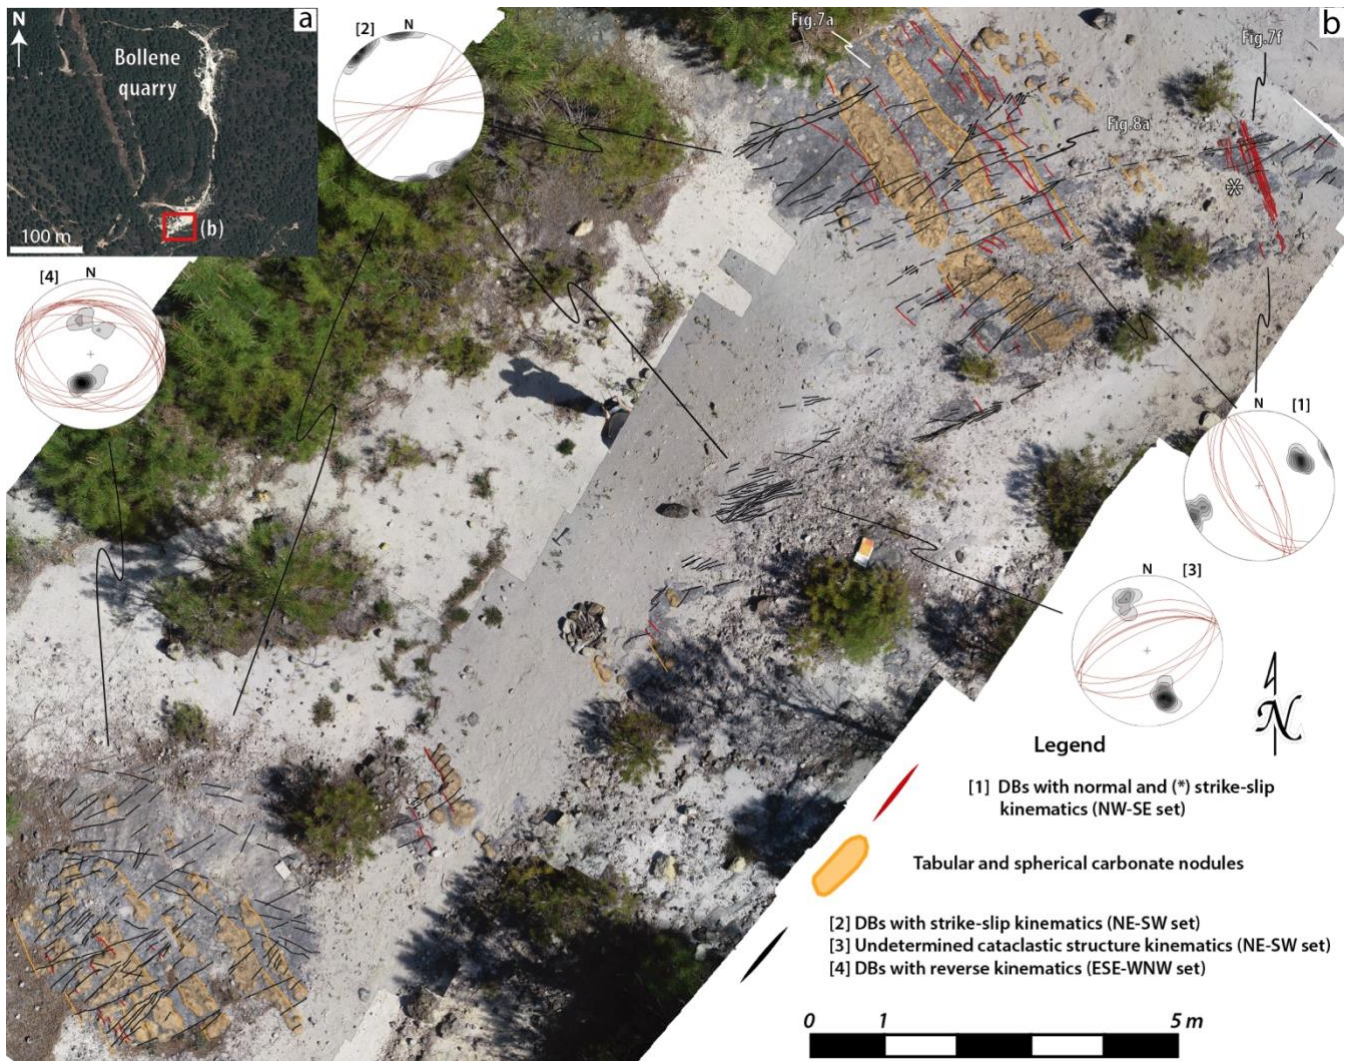 N
a
Bollene
quarry
(b)
100 m
[2]
N
Fig.7a
Fig.7f
b
Fig.8a
*
[4]
N
N
[1]
N
[3]
N
Legend
[1] DBs with normal and (*) strike-slip
kinematics (NW-SE set)
Tabular and spherical carbonate nodules
[2] DBs with strike-slip kinematics (NE-SW set)
[3] Undetermined cataclastic structure kinematics (NE-SW set)
[4] DBs with reverse kinematics (ESE-WNW set)
0 1 5 m